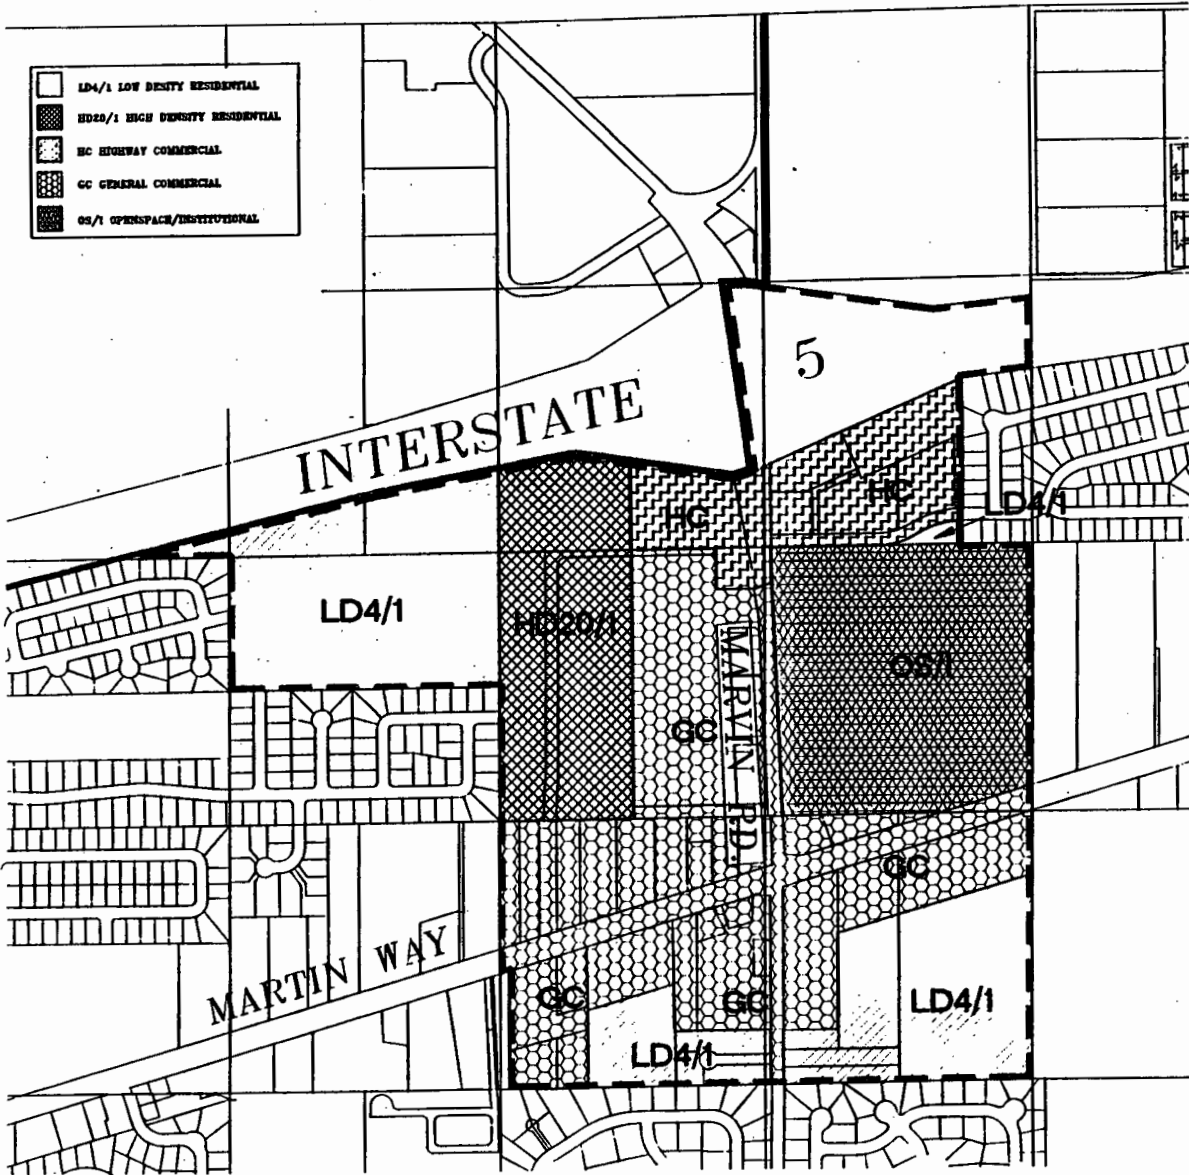 LD4/1 LOW DESITY RESIDENTIAL
HD20/1 HIGH DENSITY RESIDENTIAL
HC HIGHWAY COMMERCIAL
GC GENERAL COMMERCIAL
OS/1 OPENSPACE/INSTITUTIONAL
5
INTERSTATE
HC
HC
LD4/1
LD4/1
HD20/1
OS/I
GC
MARVIN RD.
GC
MARTIN WAY
GC
GC
LD4/1
LD4/1